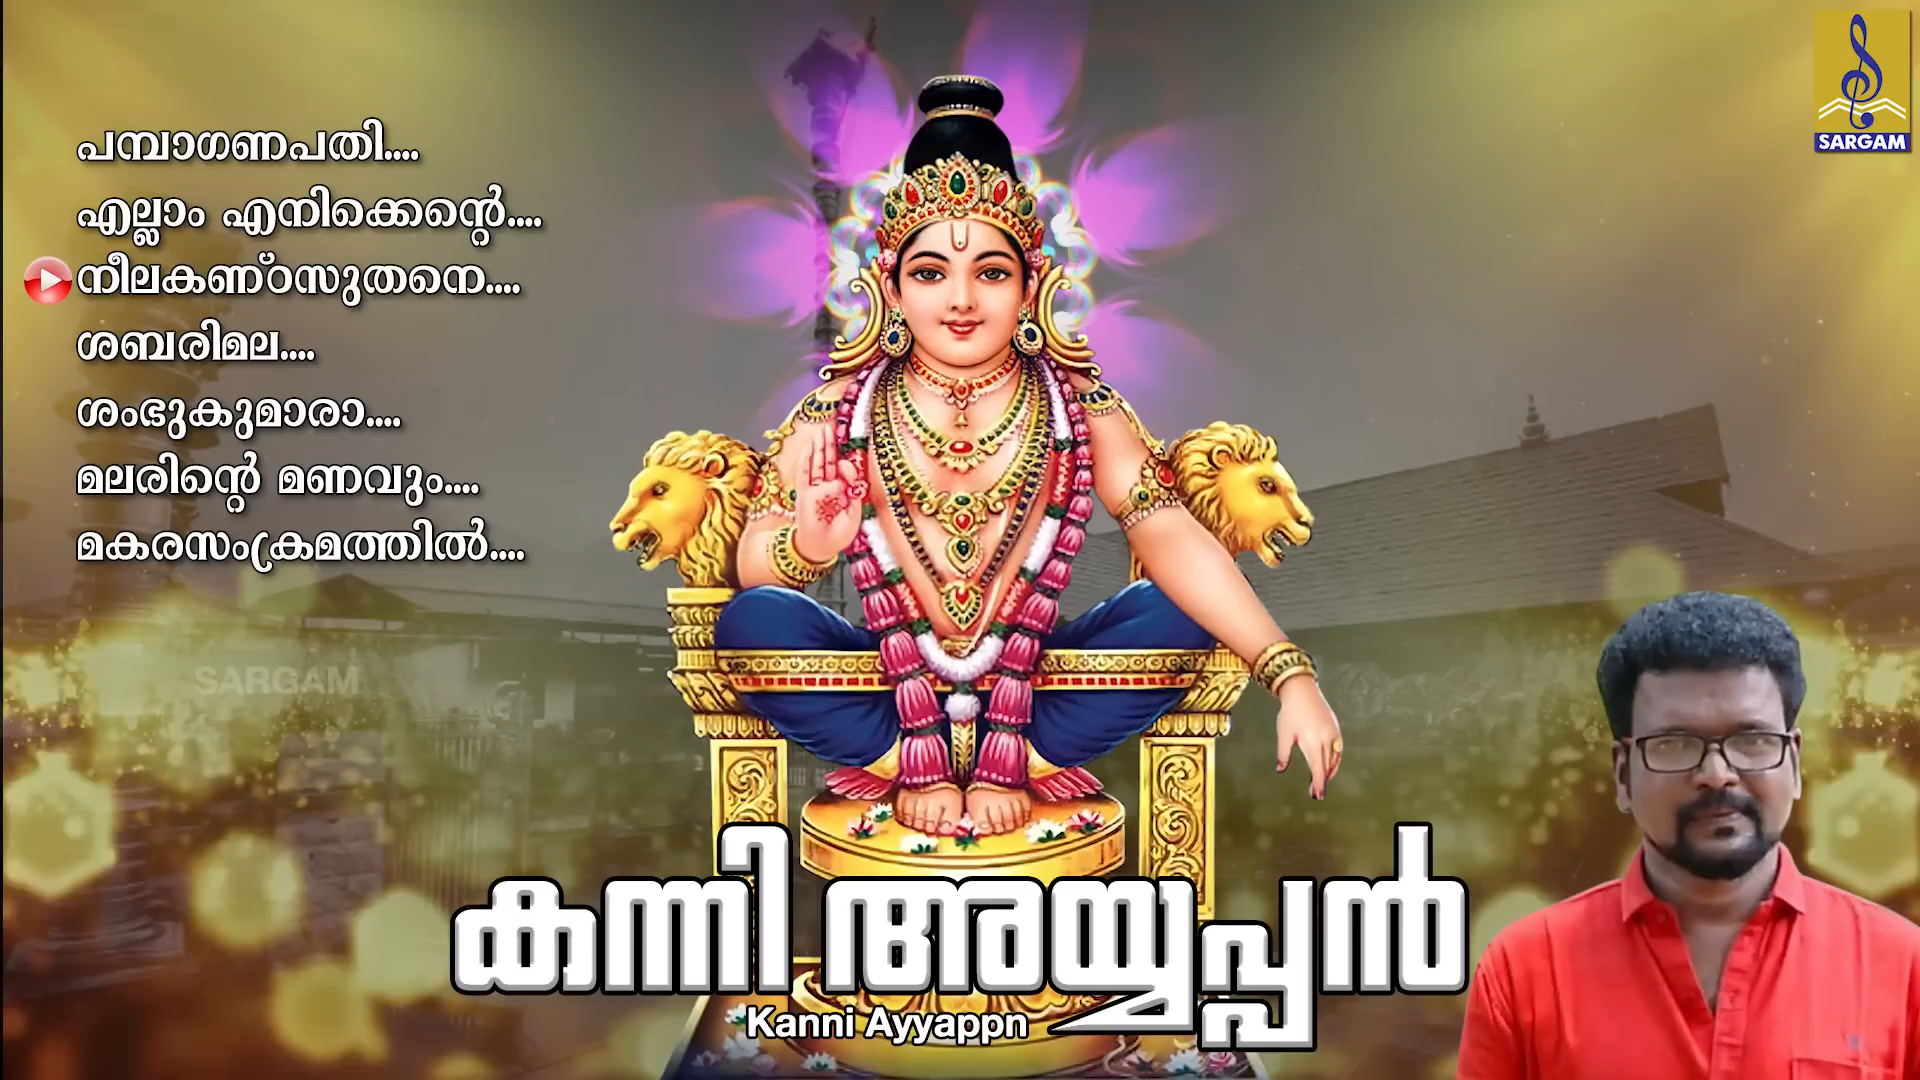 പമ്പാഗണപതി....
എല്ലാം എനിക്കെന്റെ....
നീലകണ്ഠസുതനെ....
ശബരിമല....
ശംഭുകുമാരാ....
മലരിന്റെ മണവും....
മകരസംക്രമത്തിൽ....
SARGAM
SARGAM
കന്നി അയ്യപ്പൻ
Kanni Ayyappn